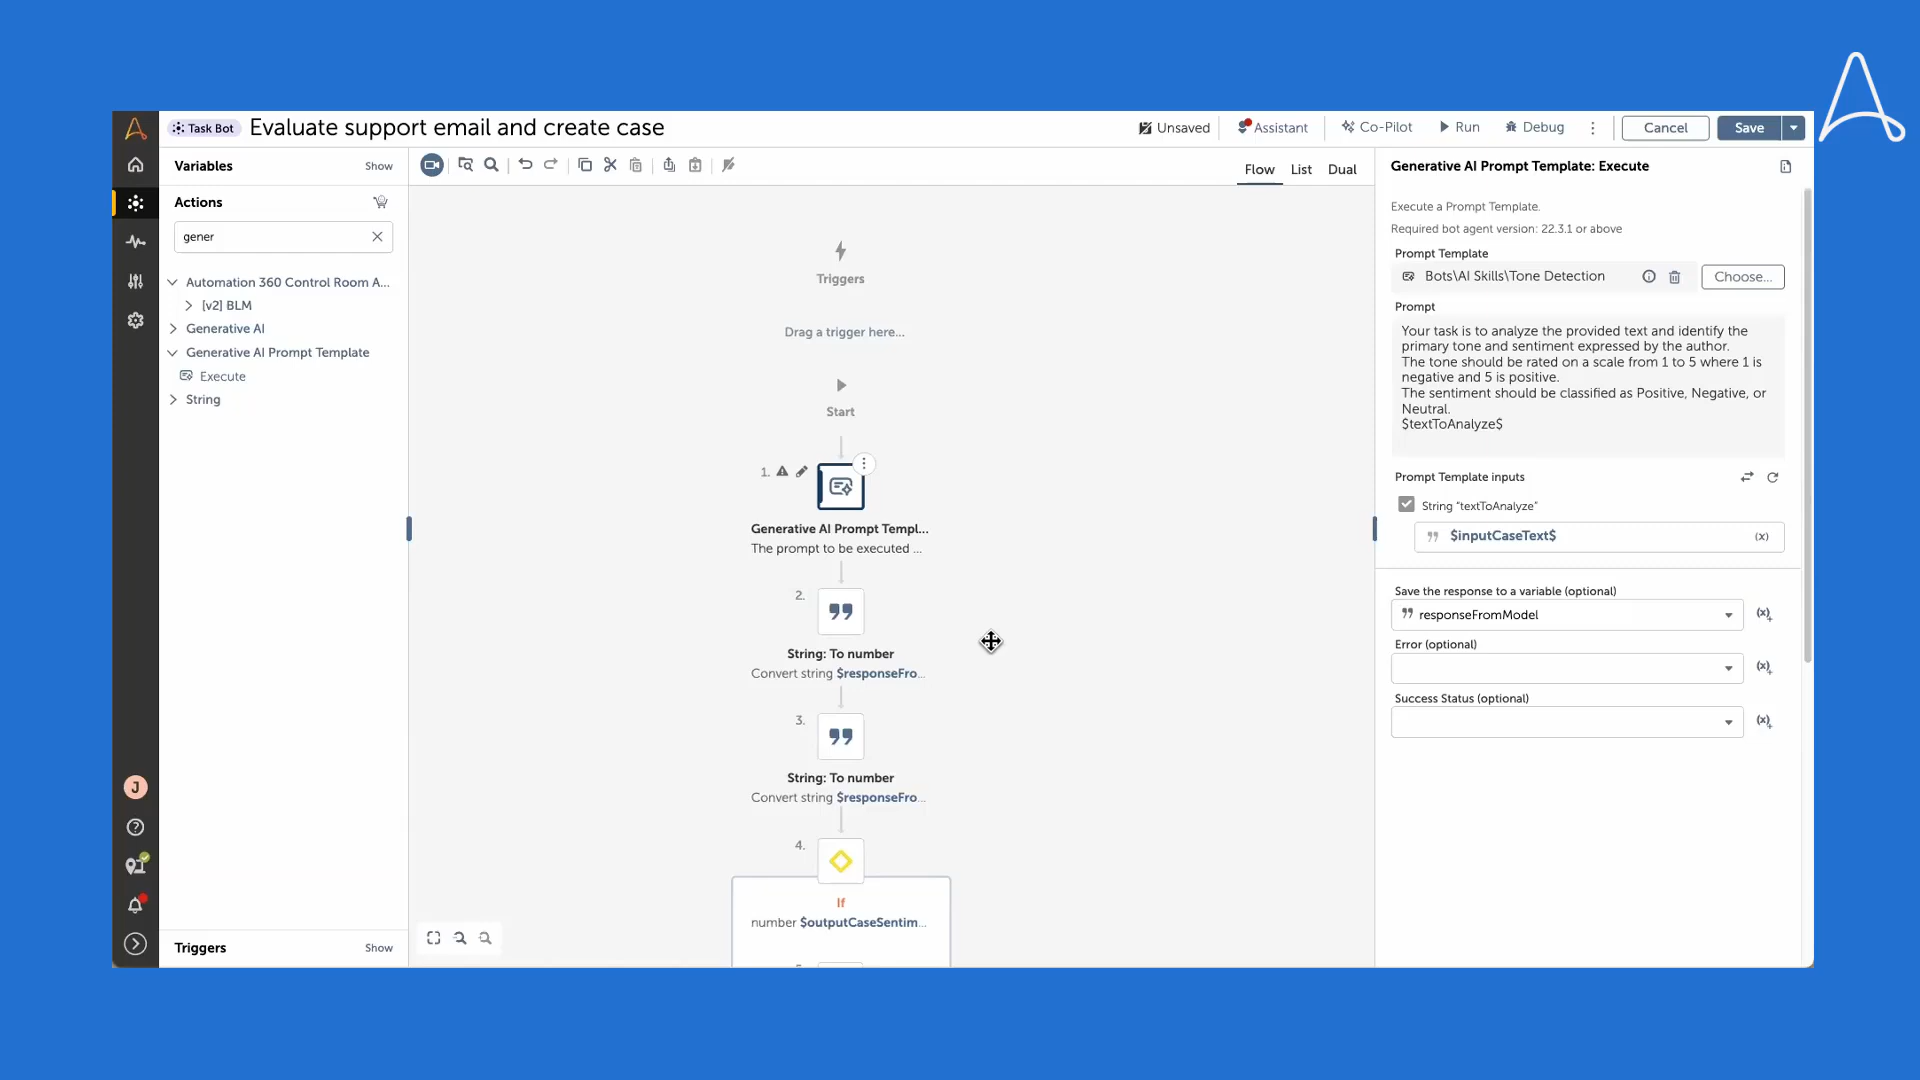 Task Bot
Evaluate support email and create case
Unsaved
Assistant
Co-Pilot
Run
Debug
Cancel
Save
Variables
Show
Actions
gener
Automation 360 Control Room A...
[v2] BLM
Generative AI
Generative AI Prompt Template
Execute
String
Triggers
Show
J
Flow
List
Dual
Triggers
Drag a trigger here...
Start
1.
Generative AI Prompt Templ...
The prompt to be executed ...
2.
String: To number
Convert string $responseFro...
3.
String: To number
Convert string $responseFro...
4.
If
number $outputCaseSentim...
Generative AI Prompt Template: Execute
Execute a Prompt Template.
Required bot agent version: 22.3.1 or above
Prompt Template
Bots\AI Skills\Tone Detection
Choose...
Prompt
Your task is to analyze the provided text and identify the
primary tone and sentiment expressed by the author.
The tone should be rated on a scale from 1 to 5 where 1 is
negative and 5 is positive.
The sentiment should be classified as Positive, Negative, or
Neutral.
$textToAnalyze$
Prompt Template inputs
String "textToAnalyze"
$inputCaseText$
(x)
Save the response to a variable (optional)
responseFromModel
(x)
Error (optional)
(x)
Success Status (optional)
(x)